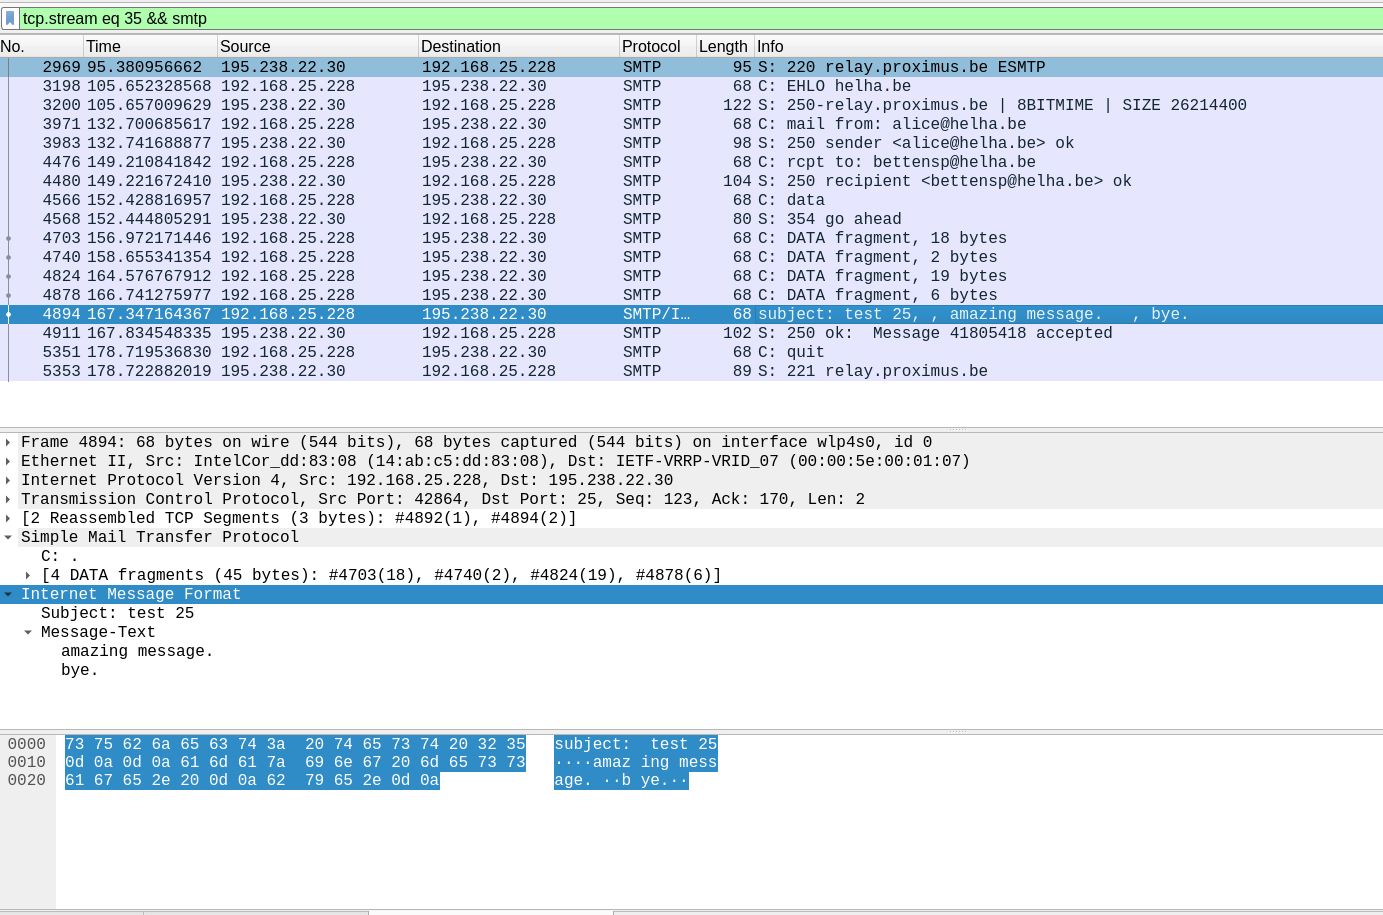 tcp.stream eq 35 && smtp
No. Time Source Destination Protocol Length Info
2969 95.380956662 195.238.22.30 192.168.25.228 SMTP 95 S: 220 relay.proximus.be ESMTP
3198 105.652328568 192.168.25.228 195.238.22.30 SMTP 68 C: EHLO helha.be
3200 105.657009629 195.238.22.30 192.168.25.228 SMTP 122 S: 250-relay.proximus.be | 8BITMIME | SIZE 26214400
3971 132.700685617 192.168.25.228 195.238.22.30 SMTP 68 C: mail from: alice@helha.be
3983 132.741688877 195.238.22.30 192.168.25.228 SMTP 98 S: 250 sender <alice@helha.be> ok
4476 149.210841842 192.168.25.228 195.238.22.30 SMTP 68 C: rcpt to: bettensp@helha.be
4480 149.221672410 195.238.22.30 192.168.25.228 SMTP 104 S: 250 recipient <bettensp@helha.be> ok
4566 152.428816957 192.168.25.228 195.238.22.30 SMTP 68 C: data
4568 152.444805291 195.238.22.30 192.168.25.228 SMTP 80 S: 354 go ahead
4703 156.972171446 192.168.25.228 195.238.22.30 SMTP 68 C: DATA fragment, 18 bytes
4740 158.655341354 192.168.25.228 195.238.22.30 SMTP 68 C: DATA fragment, 2 bytes
4824 164.576767912 192.168.25.228 195.238.22.30 SMTP 68 C: DATA fragment, 19 bytes
4878 166.741275977 192.168.25.228 195.238.22.30 SMTP 68 C: DATA fragment, 6 bytes
4894 167.347164367 192.168.25.228 195.238.22.30 SMTP/I… 68 subject: test 25, , amazing message.   , bye.
4911 167.834548335 195.238.22.30 192.168.25.228 SMTP 102 S: 250 ok:  Message 41805418 accepted
5351 178.719536830 192.168.25.228 195.238.22.30 SMTP 68 C: quit
5353 178.722882019 195.238.22.30 192.168.25.228 SMTP 89 S: 221 relay.proximus.be
Frame 4894: 68 bytes on wire (544 bits), 68 bytes captured (544 bits) on interface wlp4s0, id 0
Ethernet II, Src: IntelCor_dd:83:08 (14:ab:c5:dd:83:08), Dst: IETF-VRRP-VRID_07 (00:00:5e:00:01:07)
Internet Protocol Version 4, Src: 192.168.25.228, Dst: 195.238.22.30
Transmission Control Protocol, Src Port: 42864, Dst Port: 25, Seq: 123, Ack: 170, Len: 2
[2 Reassembled TCP Segments (3 bytes): #4892(1), #4894(2)]
Simple Mail Transfer Protocol
C: .
[4 DATA fragments (45 bytes): #4703(18), #4740(2), #4824(19), #4878(6)]
Internet Message Format
Subject: test 25
Message-Text
amazing message.
bye.
0000 73 75 62 6a 65 63 74 3a  20 74 65 73 74 20 32 35 subject:  test 25
0010 0d 0a 0d 0a 61 6d 61 7a  69 6e 67 20 6d 65 73 73 ····amaz ing mess
0020 61 67 65 2e 20 0d 0a 62  79 65 2e 0d 0a age. ··b ye.··